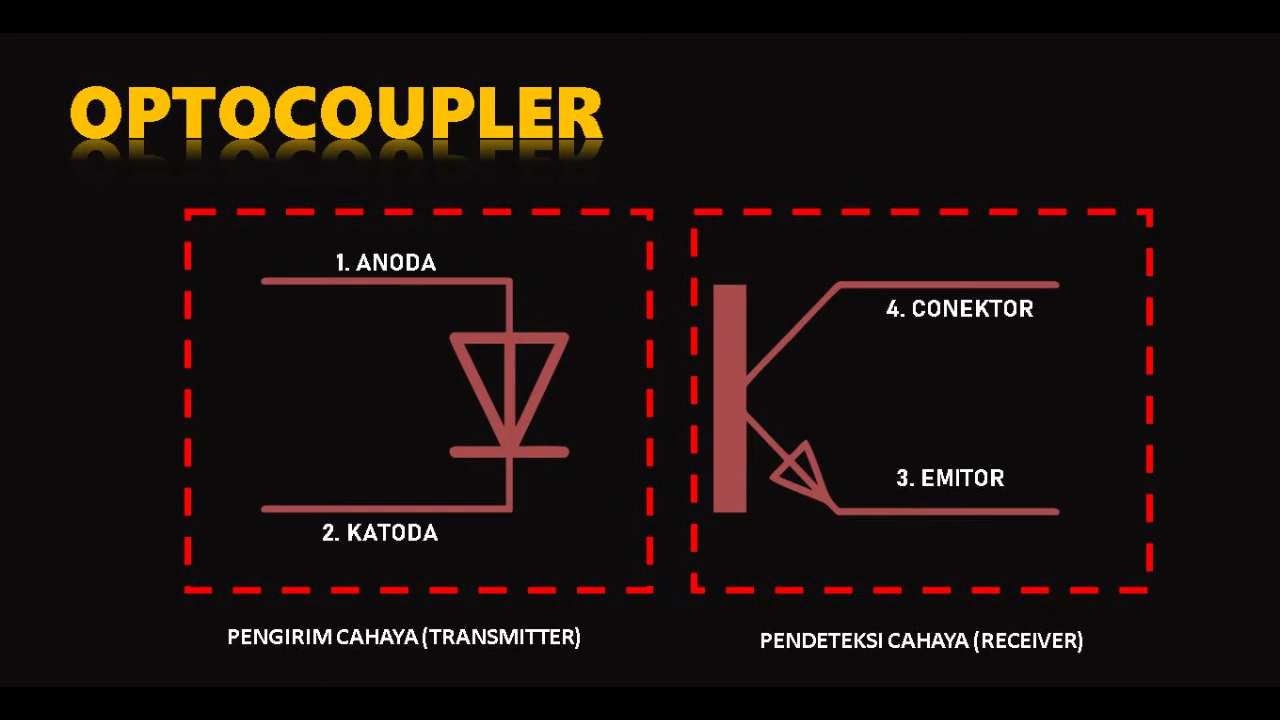 OPTOCOUPLER
1. ANODA
4. CONEKTOR
3. EMITOR
2. KATODA
PENGIRIM CAHAYA (TRANSMITTER)
PENDETEKSI CAHAYA (RECEIVER)